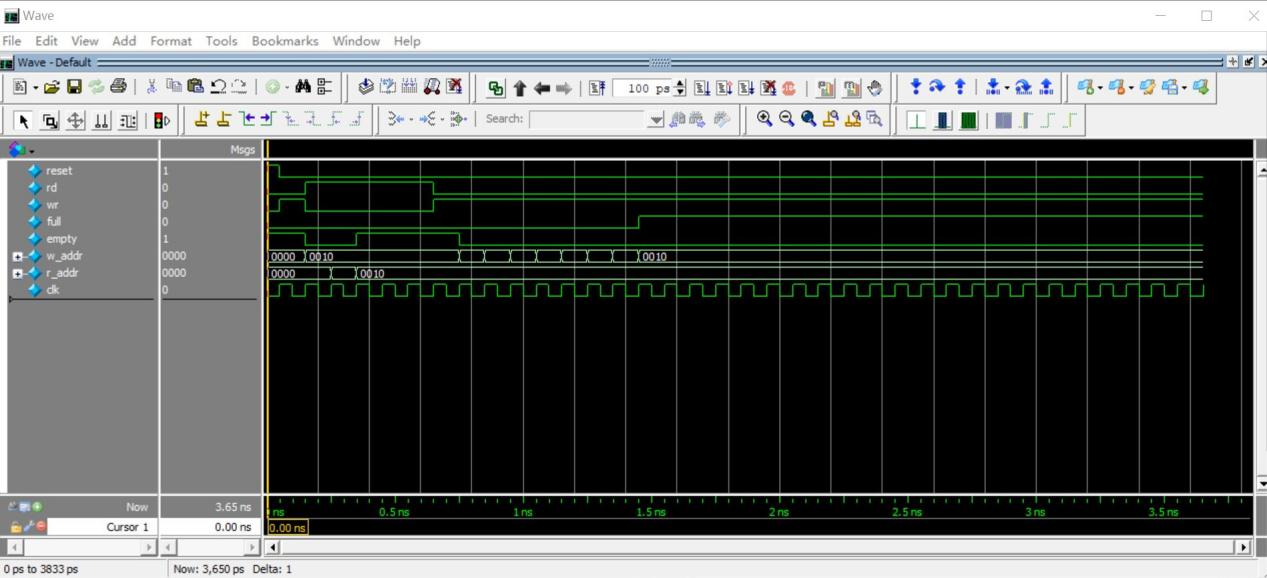 Wave
File Edit View Add Format Tools Bookmarks Window Help
Wave - Default
100 ps
Search:
Msgs
reset 1
rd 0
wr 0
full 0
empty 1
w_addr 0000 0000 0010 0010
r_addr 0000 0000 0010
clk 0
Now 3.65 ns ns 0.5 ns 1 ns 1.5 ns 2 ns 2.5 ns 3 ns 3.5 ns
Cursor 1 0.00 ns 0.00 ns
0 ps to 3833 ps Now: 3,650 ps Delta: 1